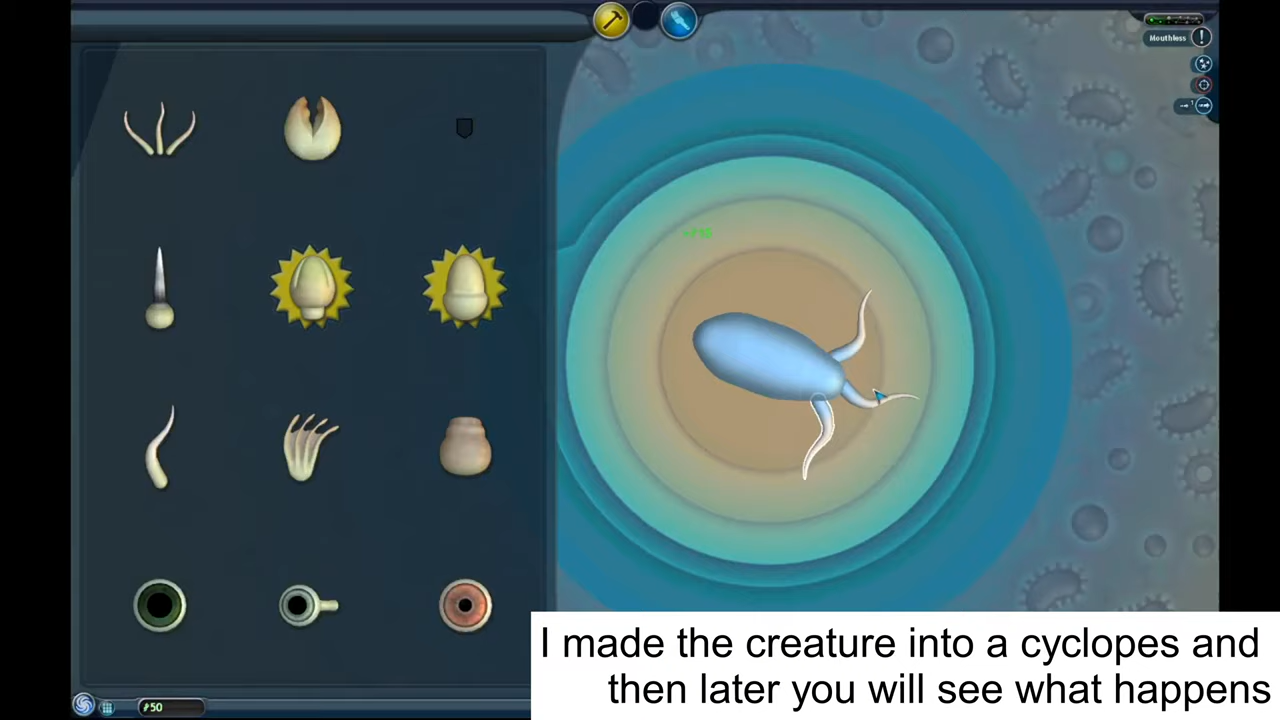 Mouthless
I made the creature into a cyclopes and
then later you will see what happens
50